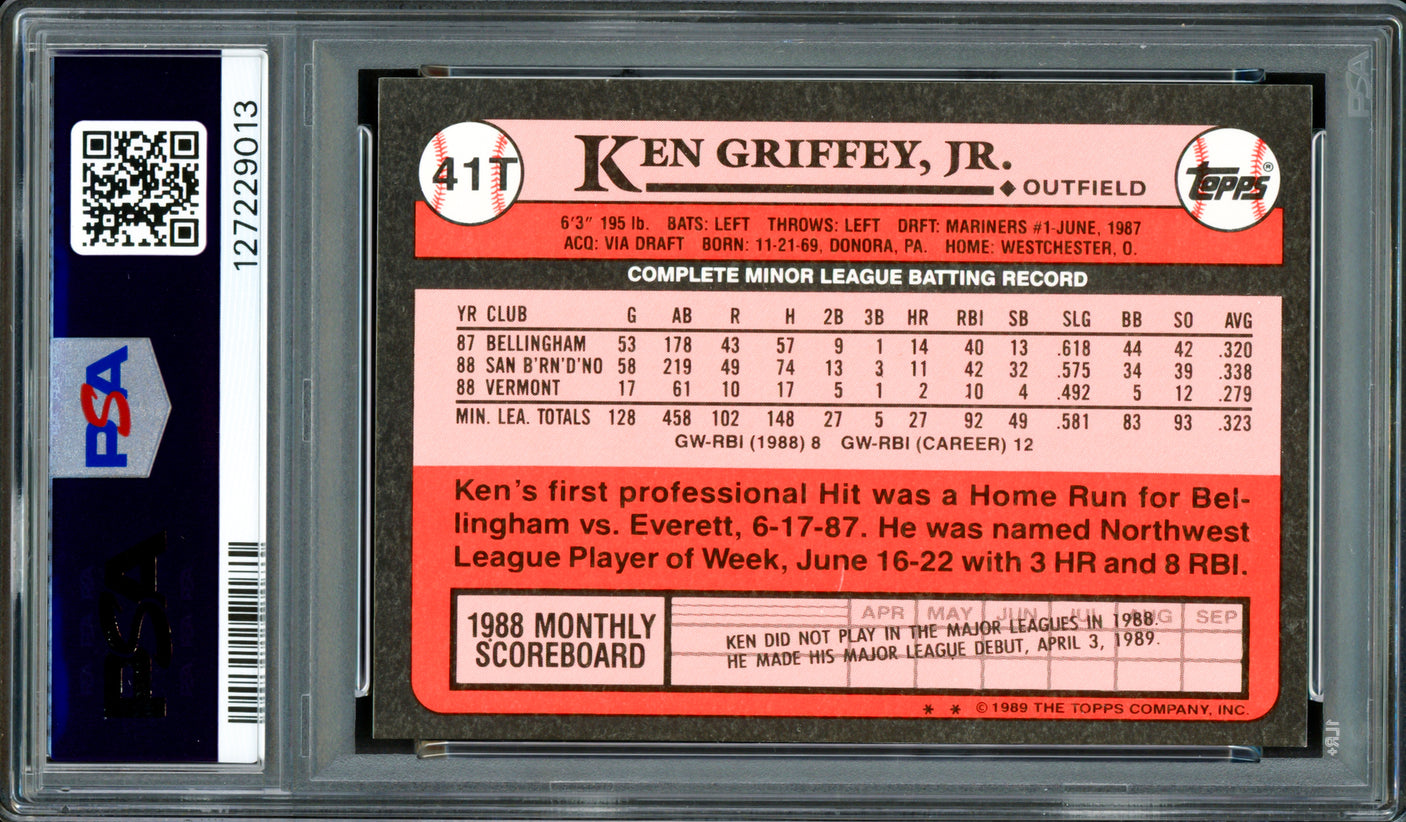 127229013
PSA
PSA
41T
KEN GRIFFEY, JR.
◆ OUTFIELD
topps®
6'3" 195 lb. BATS: LEFT THROWS: LEFT DRFT: MARINERS #1-JUNE, 1987
ACQ: VIA DRAFT BORN: 11-21-69, DONORA, PA. HOME: WESTCHESTER, O.
COMPLETE MINOR LEAGUE BATTING RECORD
YR CLUB G AB R H 2B 3B HR RBI SB SLG BB SO AVG
87 BELLINGHAM 53 178 43 57 9 1 14 40 13 .618 44 42 .320
88 SAN B'RN'D'NO 58 219 49 74 13 3 11 42 32 .575 34 39 .338
88 VERMONT 17 61 10 17 5 1 2 10 4 .492 5 12 .279
MIN. LEA. TOTALS 128 458 102 148 27 5 27 92 49 .581 83 93 .323
GW-RBI (1988) 8 GW-RBI (CAREER) 12
Ken's first professional Hit was a Home Run for Bel-
lingham vs. Everett, 6-17-87. He was named Northwest
League Player of Week, June 16-22 with 3 HR and 8 RBI.
1988 MONTHLY
SCOREBOARD
APR MAY JUN JUL AUG SEP
KEN DID NOT PLAY IN THE MAJOR LEAGUES IN 1988.
HE MADE HIS MAJOR LEAGUE DEBUT, APRIL 3, 1989.
* * © 1989 THE TOPPS COMPANY, INC.
PSA
1LR+